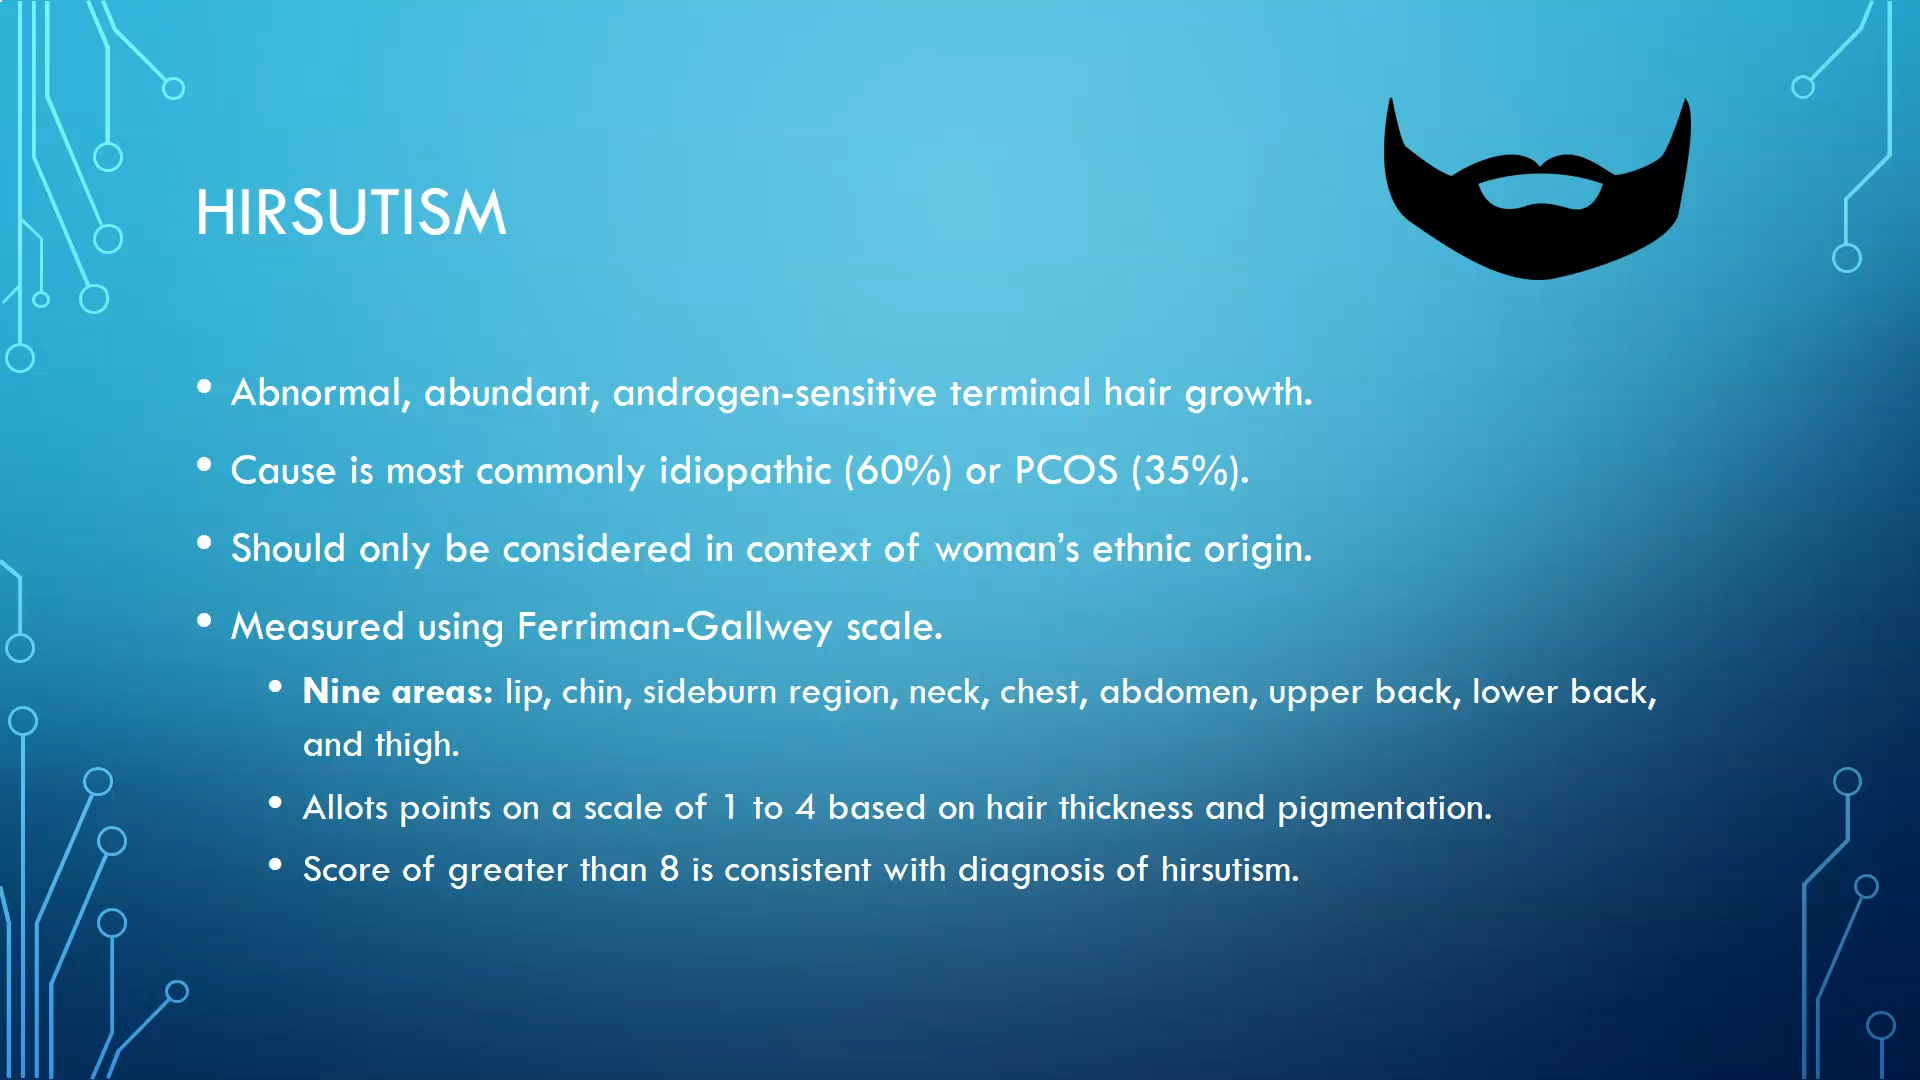 HIRSUTISM
• Abnormal, abundant, androgen-sensitive terminal hair growth.
• Cause is most commonly idiopathic (60%) or PCOS (35%).
• Should only be considered in context of woman’s ethnic origin.
• Measured using Ferriman-Gallwey scale.
• Nine areas: lip, chin, sideburn region, neck, chest, abdomen, upper back, lower back,
and thigh.
• Allots points on a scale of 1 to 4 based on hair thickness and pigmentation.
• Score of greater than 8 is consistent with diagnosis of hirsutism.